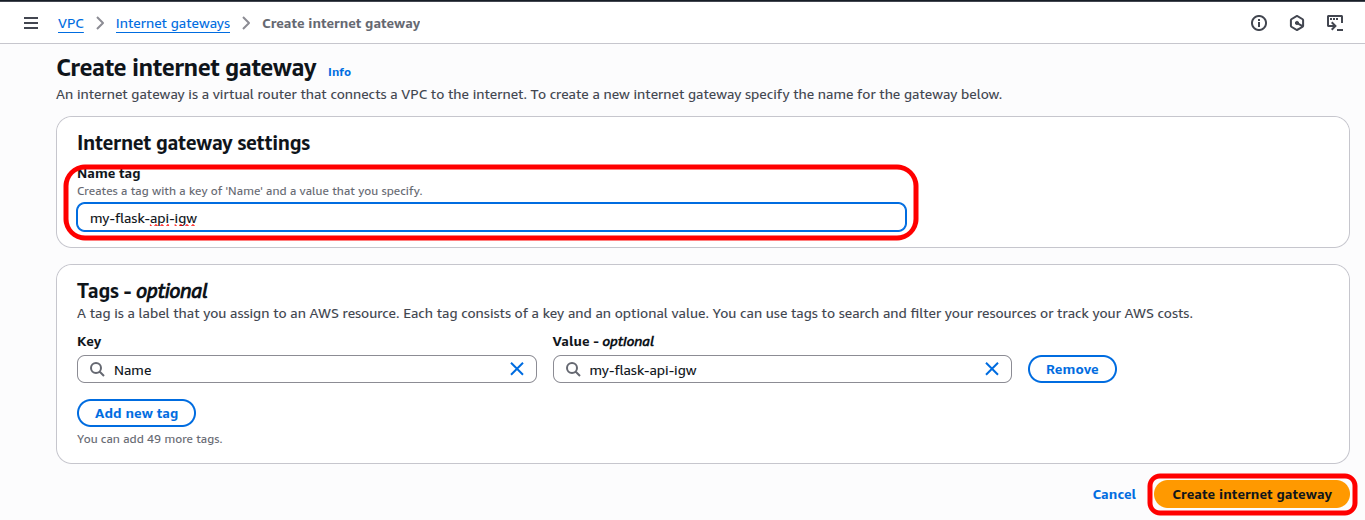 VPC > Internet gateways > Create internet gateway
Create internet gateway Info
An internet gateway is a virtual router that connects a VPC to the internet. To create a new internet gateway specify the name for the gateway below.
Internet gateway settings
Name tag
Creates a tag with a key of 'Name' and a value that you specify.
my-flask-api-igw
Tags - optional
A tag is a label that you assign to an AWS resource. Each tag consists of a key and an optional value. You can use tags to search and filter your resources or track your AWS costs.
Key Value - optional
Name my-flask-api-igw Remove
Add new tag
You can add 49 more tags.
Cancel Create internet gateway